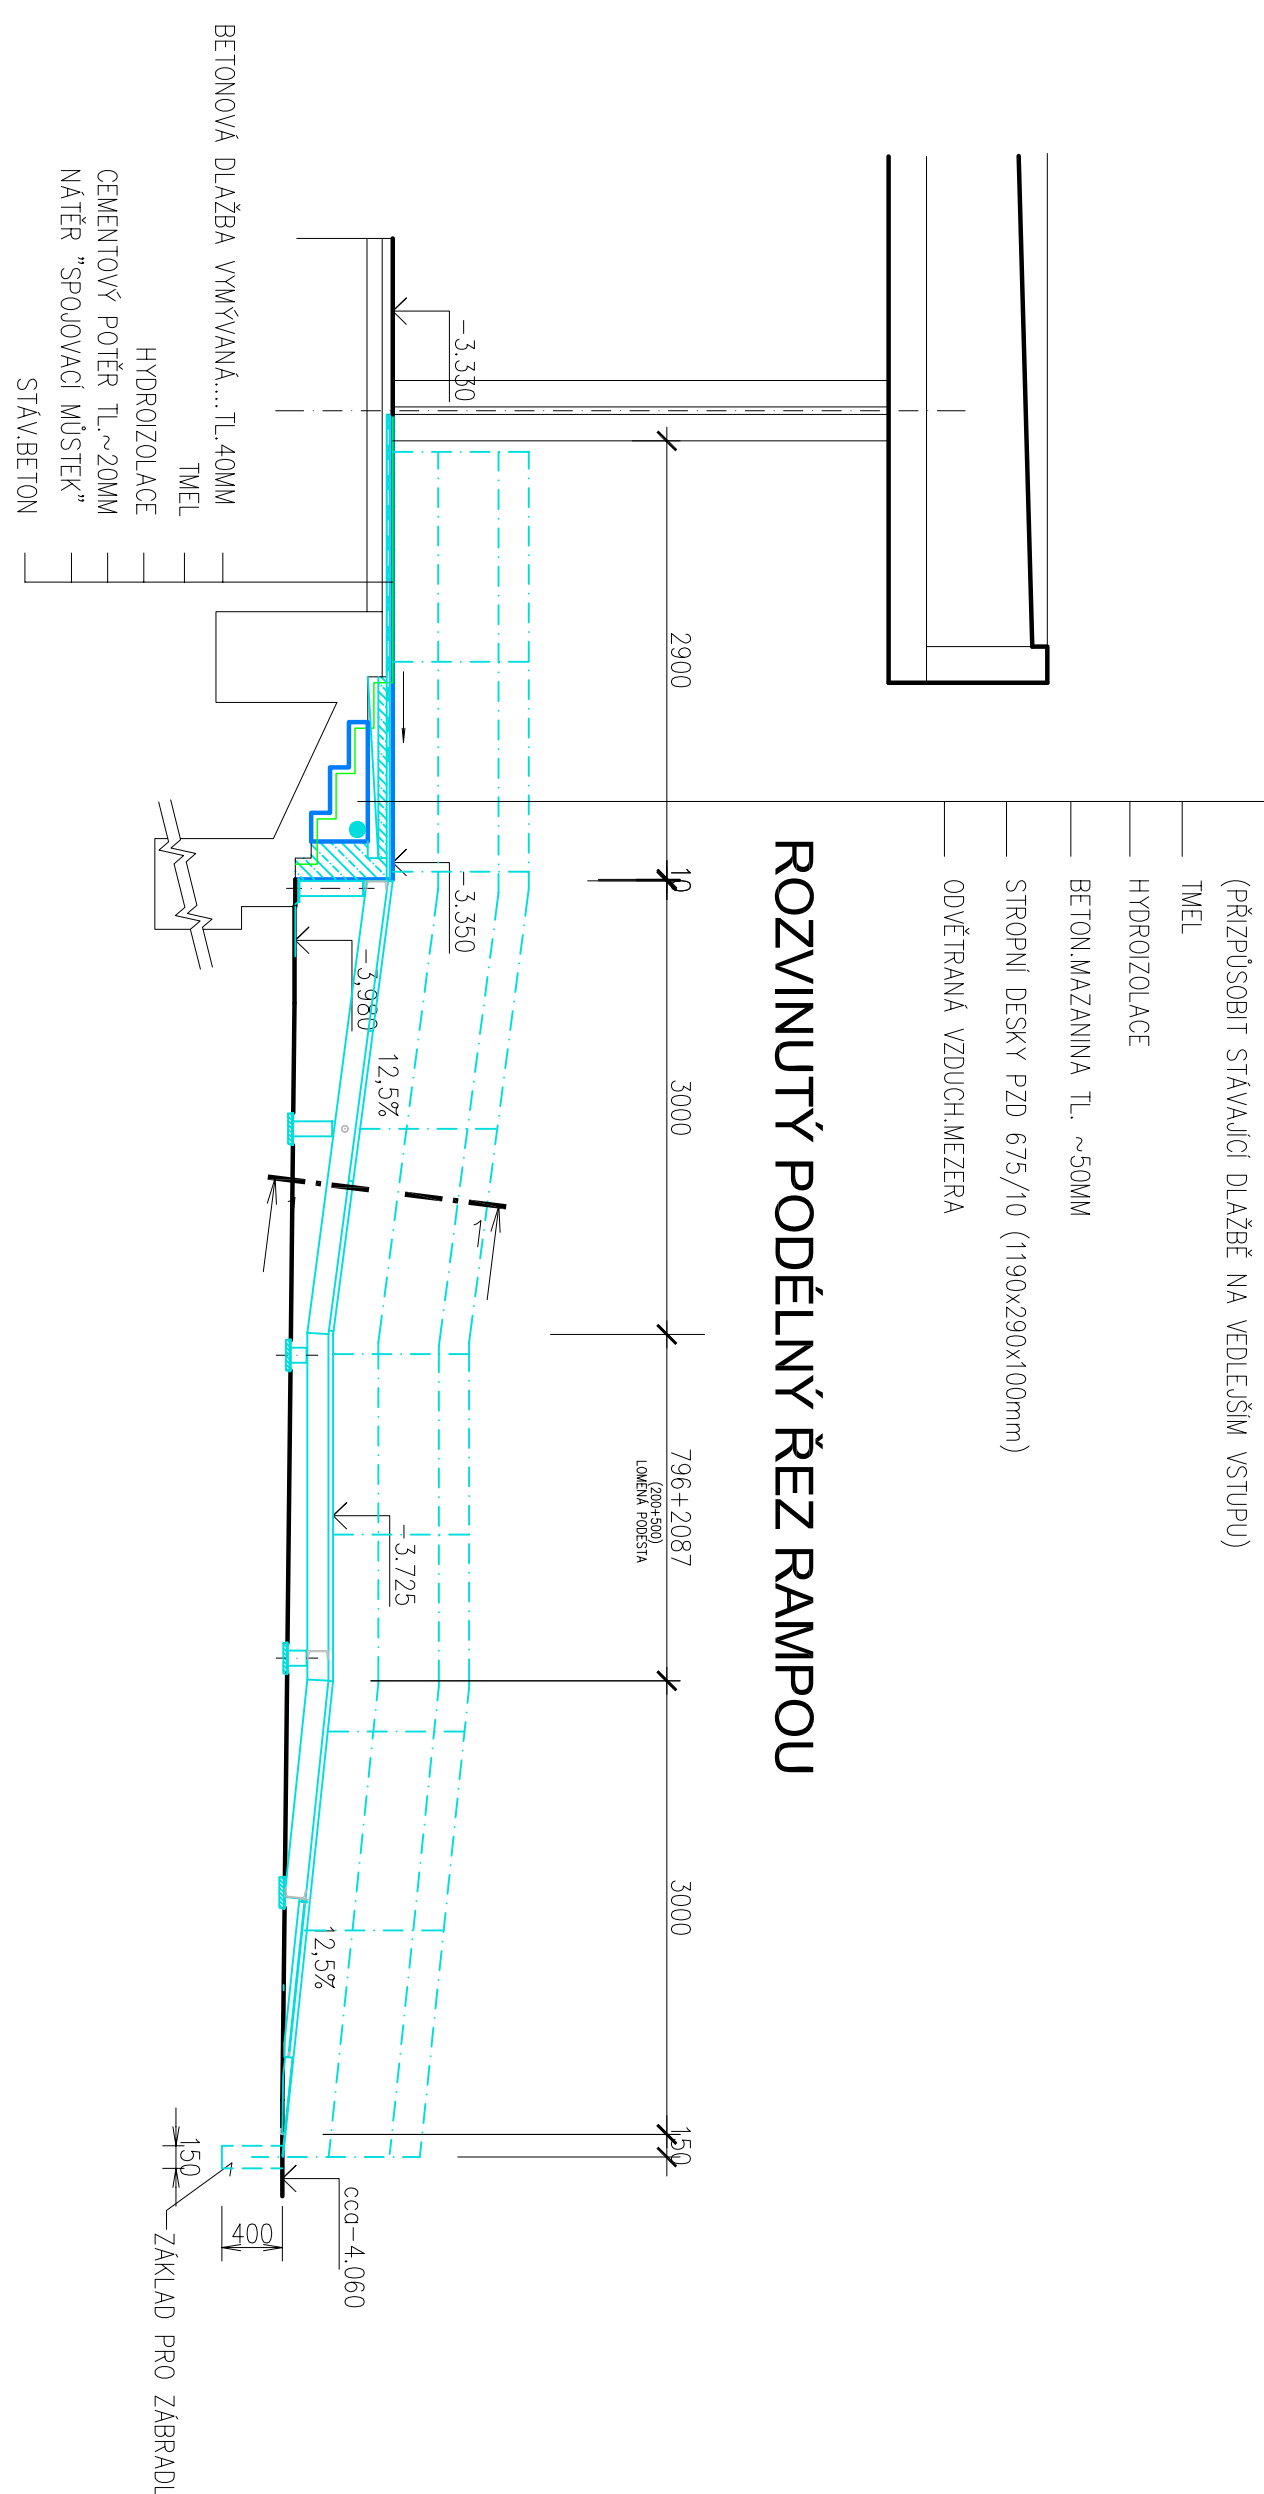 (PŘIZPŮSOBIT STÁVAJÍCÍ DLAŽBĚ NA VEDLEJŠÍM VSTUPU)
TMEL
HYDROIZOLACE
BETON.MAZANINA TL. ~50MM
STROPNÍ DESKY PZD 675/10 (1190x290x100mm)
ODVĚTRANÁ VZDUCH.MEZERA
ROZVINUTÝ PODÉLNÝ ŘEZ RAMPOU
2900
10
3000
796+2087
(200+500)
LOMENÁ PODESTA
3000
150
-3.330
-3.350
-3,980
12,5%
-3.725
12,5%
cca-4.060
400
150
ZÁKLAD PRO ZÁBRADL
BETONOVÁ DLAŽBA VYMÝVANÁ....TL.40MM
TMEL
HYDROIZOLACE
CEMENTOVÝ POTĚR TL.~20MM
NÁTĚR "SPOJOVACÍ MŮSTEK"
STÁV.BETON